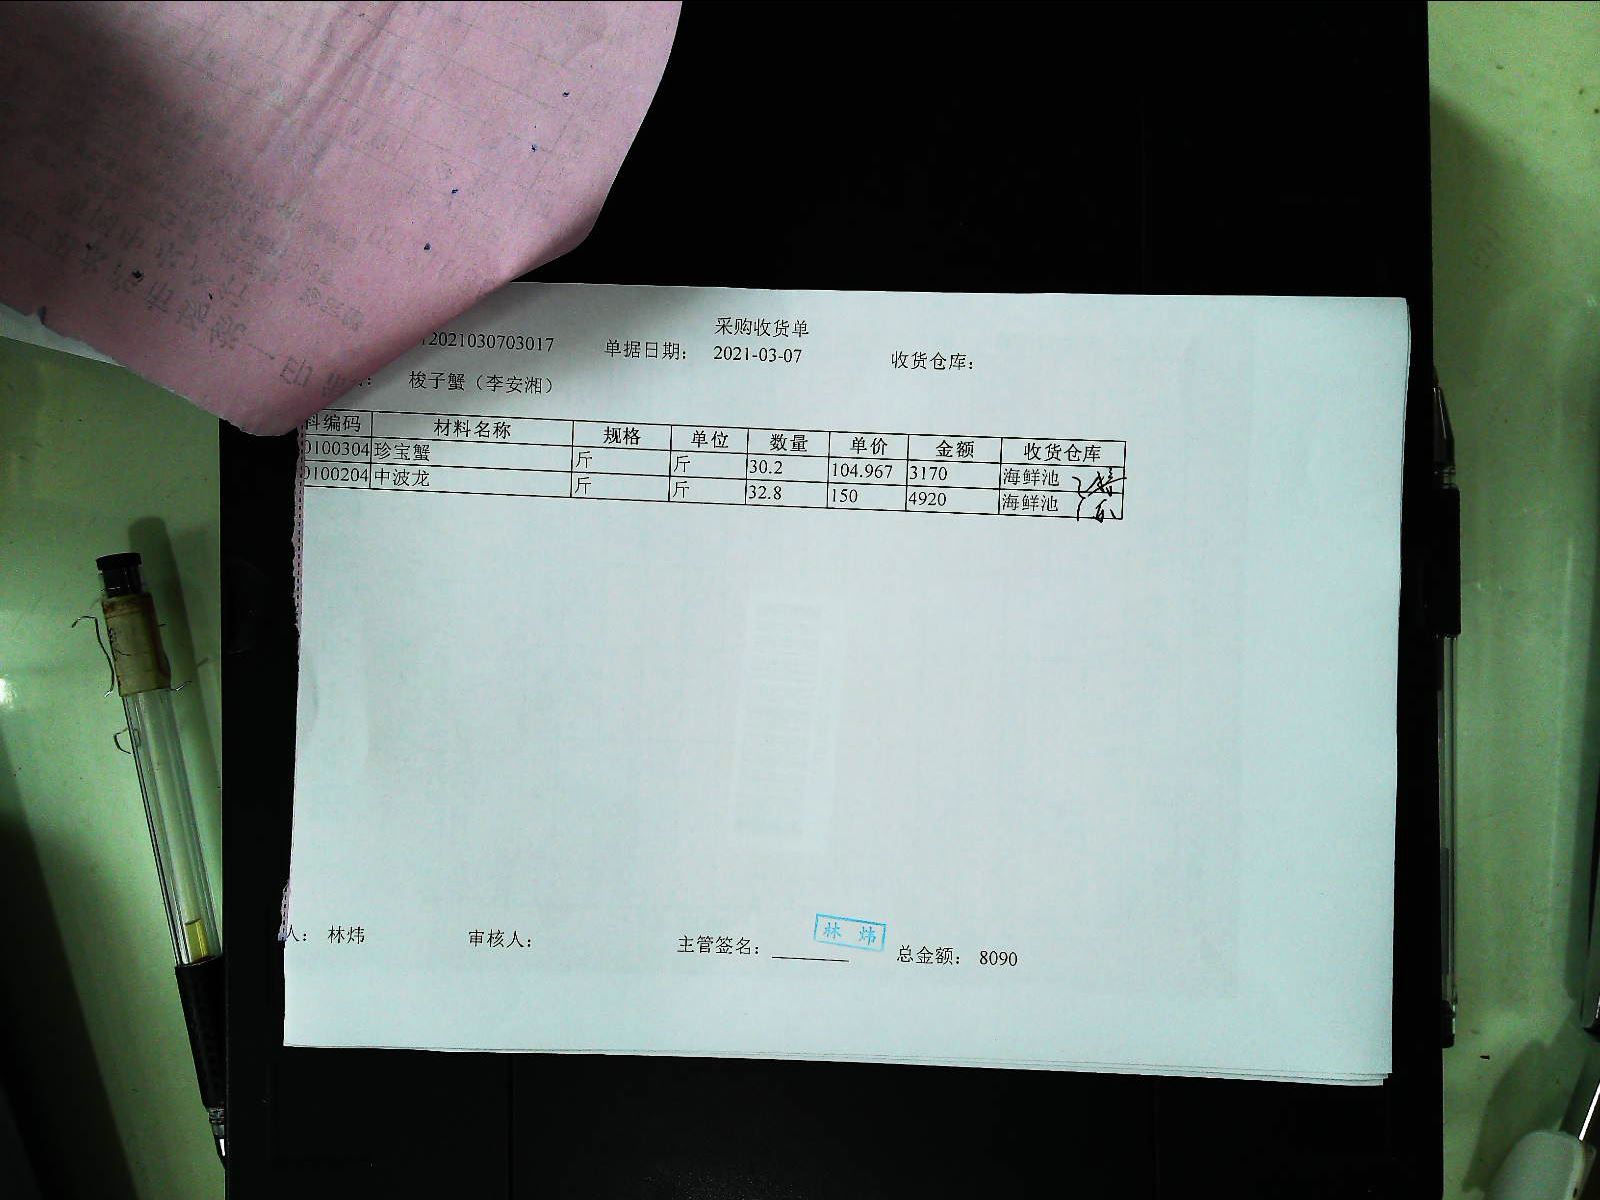 采购收货单
2021030703017 单据日期： 2021-03-07 收货仓库：
梭子蟹（李安湘）
料编码 材料名称 规格 单位 数量 单价 金额 收货仓库
0100304 珍宝蟹 斤 斤 30.2 104.967 3170 海鲜池
0100204 中波龙 斤 斤 32.8 150 4920 海鲜池
林 炜
人： 林炜 审核人： 主管签名： 总金额： 8090